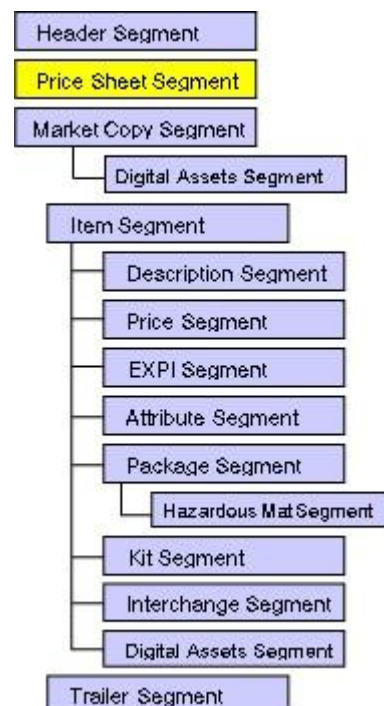 Header Segment
Price Sheet Segment
Market Copy Segment
Digital Assets Segment
Item Segment
Description Segment
Price Segment
EXPI Segment
Attribute Segment
Package Segment
Hazardous Mat Segment
Kit Segment
Interchange Segment
Digital Assets Segment
Trailer Segment